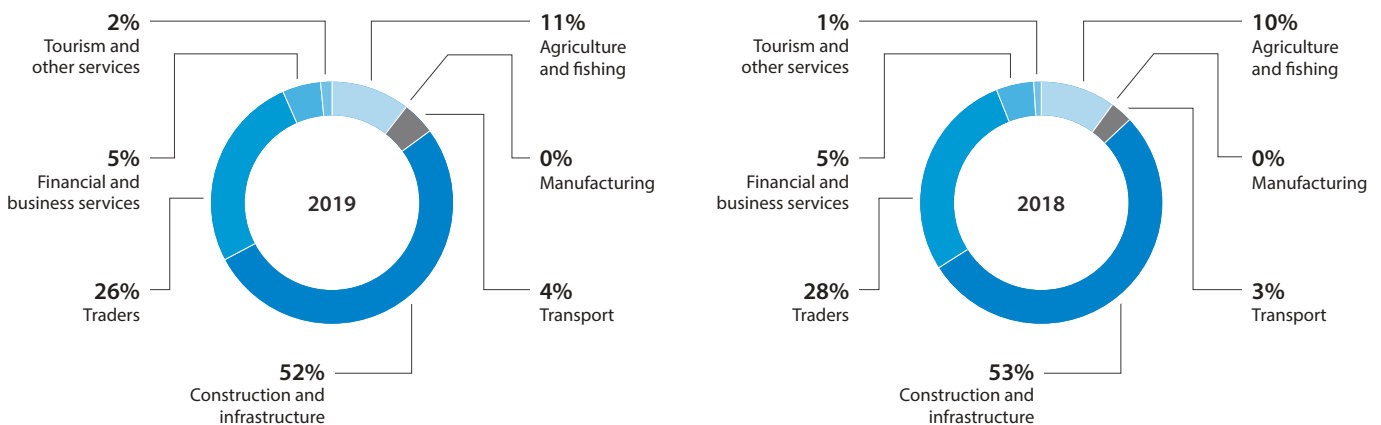 2%
Tourism and
other services
11%
Agriculture
and fishing
5%
Financial and
business services
0%
Manufacturing
2019
26%
Traders
4%
Transport
52%
Construction and
infrastructure
1%
Tourism and
other services
10%
Agriculture
and fishing
5%
Financial and
business services
0%
Manufacturing
2018
28%
Traders
3%
Transport
53%
Construction and
infrastructure